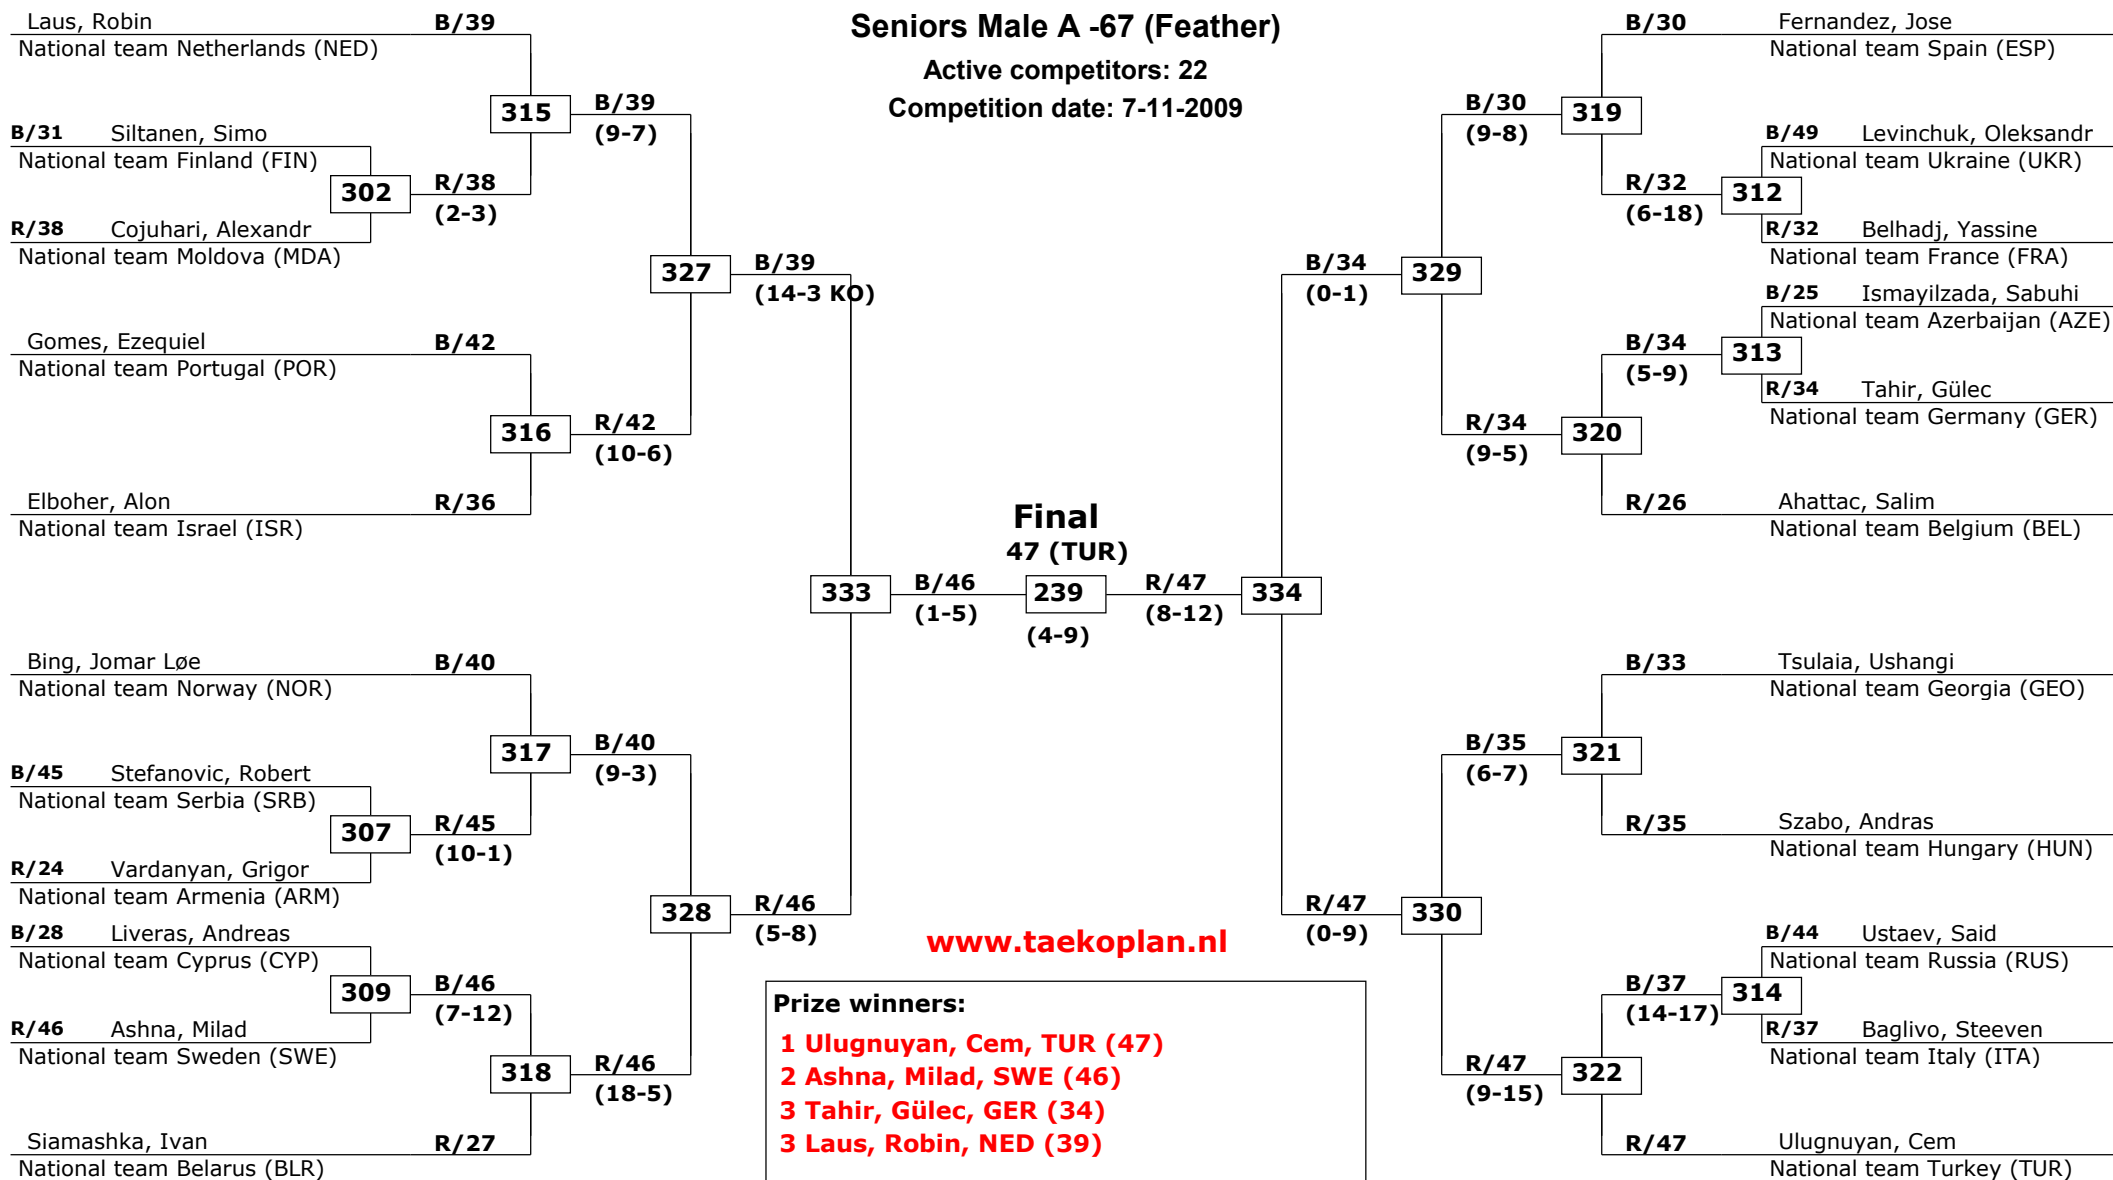 Seniors Male A -67 (Feather)
Active competitors: 22
Competition date: 7-11-2009
Laus, Robin B/39
National team Netherlands (NED)
315 B/39
(9-7)
B/31 Siltanen, Simo
National team Finland (FIN)
302 R/38
(2-3)
R/38 Cojuhari, Alexandr
National team Moldova (MDA)
327 B/39
(14-3 KO)
Gomes, Ezequiel B/42
National team Portugal (POR)
316 R/42
(10-6)
Elboher, Alon R/36
National team Israel (ISR)
333 B/46
(1-5)
Bing, Jomar Løe B/40
National team Norway (NOR)
317 B/40
(9-3)
B/45 Stefanovic, Robert
National team Serbia (SRB)
307 R/45
(10-1)
R/24 Vardanyan, Grigor
National team Armenia (ARM)
328 R/46
(5-8)
B/28 Liveras, Andreas
National team Cyprus (CYP)
309 B/46
(7-12)
R/46 Ashna, Milad
National team Sweden (SWE)
318 R/46
(18-5)
Siamashka, Ivan R/27
National team Belarus (BLR)
Final
47 (TUR)
239
(4-9)
B/30 Fernandez, Jose
National team Spain (ESP)
B/30 319
(9-8)
B/49 Levinchuk, Oleksandr
National team Ukraine (UKR)
R/32 312
(6-18)
R/32 Belhadj, Yassine
National team France (FRA)
B/34 329
(0-1)
B/25 Ismayilzada, Sabuhi
National team Azerbaijan (AZE)
B/34 313
(5-9)
R/34 Tahir, Gülec
National team Germany (GER)
R/34 320
(9-5)
R/26 Ahattac, Salim
National team Belgium (BEL)
R/47 334
(8-12)
B/33 Tsulaia, Ushangi
National team Georgia (GEO)
B/35 321
(6-7)
R/35 Szabo, Andras
National team Hungary (HUN)
R/47 330
(0-9)
B/44 Ustaev, Said
National team Russia (RUS)
B/37 314
(14-17)
R/37 Baglivo, Steeven
National team Italy (ITA)
R/47 322
(9-15)
R/47 Ulugnuyan, Cem
National team Turkey (TUR)
www.taekoplan.nl
Prize winners:
1 Ulugnuyan, Cem, TUR (47)
2 Ashna, Milad, SWE (46)
3 Tahir, Gülec, GER (34)
3 Laus, Robin, NED (39)